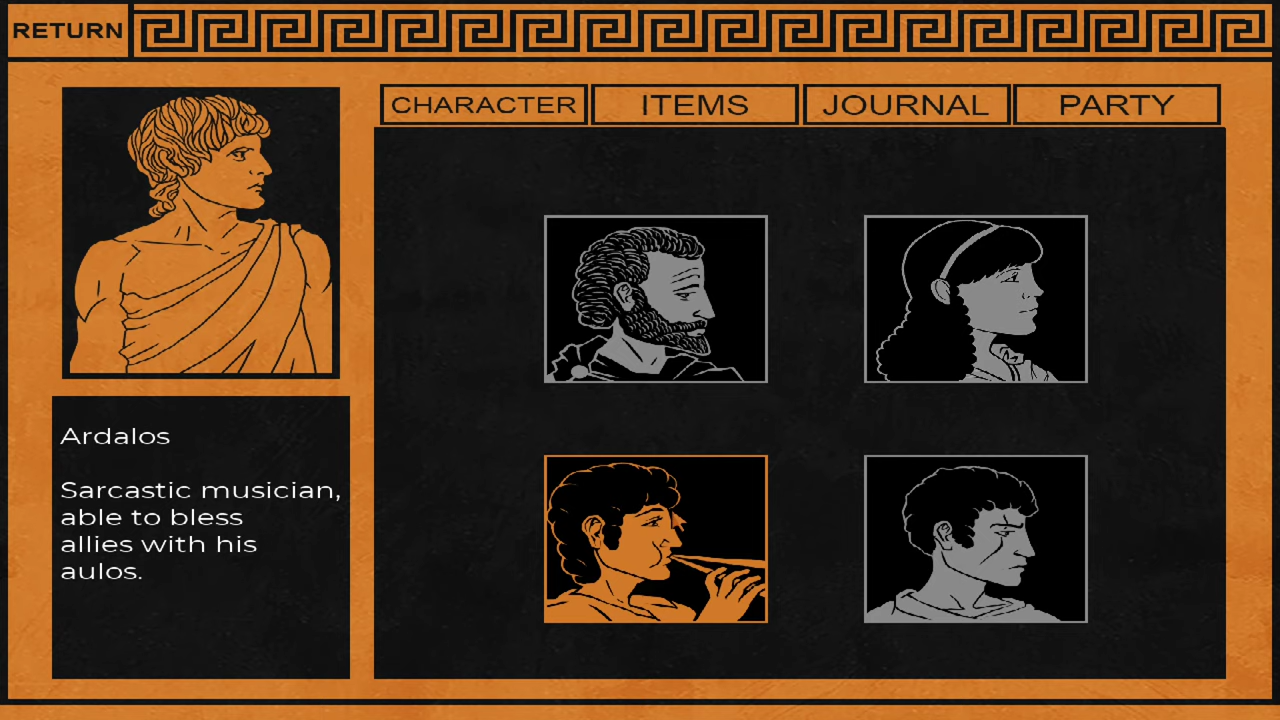 RETURN
CHARACTER
ITEMS
JOURNAL
PARTY
Ardalos
Sarcastic musician,
able to bless
allies with his
aulos.